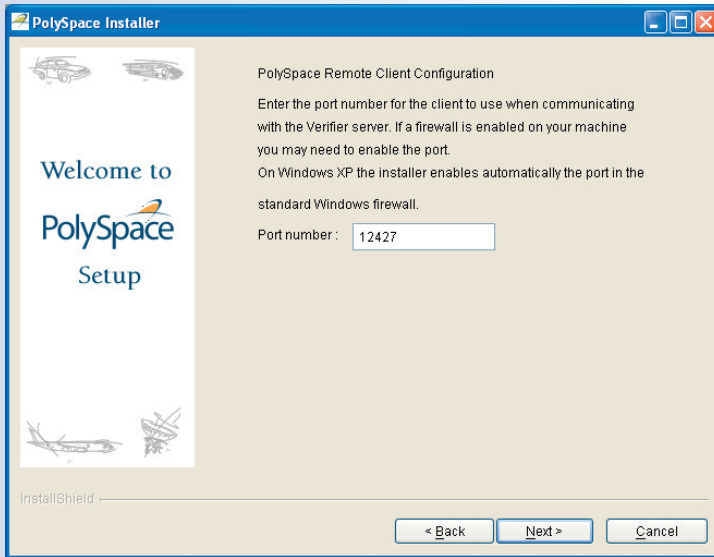 PolySpace Installer
Welcome to
PolySpace
Setup
PolySpace Remote Client Configuration
Enter the port number for the client to use when communicating
with the Verifier server. If a firewall is enabled on your machine
you may need to enable the port.
On Windows XP the installer enables automatically the port in the
standard Windows firewall.
Port number : 12427
InstallShield
< Back Next > Cancel